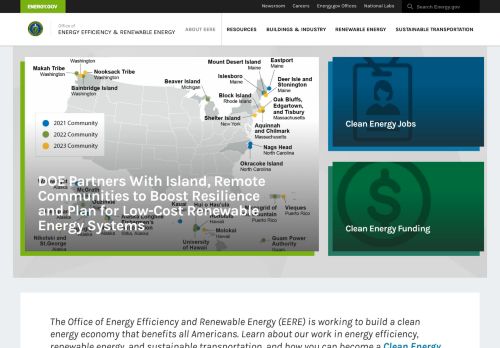 ENERGY.GOV
Newsroom Careers Energy.gov Offices National Labs Search Energy.gov
Office of
ENERGY EFFICIENCY & RENEWABLE ENERGY
ABOUT EERE RESOURCES BUILDINGS & INDUSTRY RENEWABLE ENERGY SUSTAINABLE TRANSPORTATION
Washington
Makah Tribe
Washington
Nooksack Tribe
Washington
Bainbridge Island
Washington
Beaver Island
Michigan
Mount Desert Island
Maine
Eastport
Maine
Islesboro
Maine
Deer Isle and
Stonington
Maine
Block Island
Rhode Island
Oak Bluffs,
Edgartown,
and Tisbury
Massachusetts
Shelter Island
New York
Aquinnah
and Chilmark
Massachusetts
Nags Head
North Carolina
Okracoke Island
North Carolina
2021 Community
2022 Community
2023 Community
DOE Partners With Island, Remote
Communities to Boost Resilience
and Plan for Low-Cost Renewable
Energy Systems
McGrath
Kauai
Hui o Hau'ola
Molokai
Hawaii
University of
Hawaii
Vieques
Puerto Rico
Puerto Rico
Guam Power
Authority
Guam
Nikolski and
St.George
Alaska
Clean Energy Jobs
Clean Energy Funding
The Office of Energy Efficiency and Renewable Energy (EERE) is working to build a clean
energy economy that benefits all Americans. Learn about our work in energy efficiency,
renewable energy, and sustainable transportation, and how you can become a Clean Energy